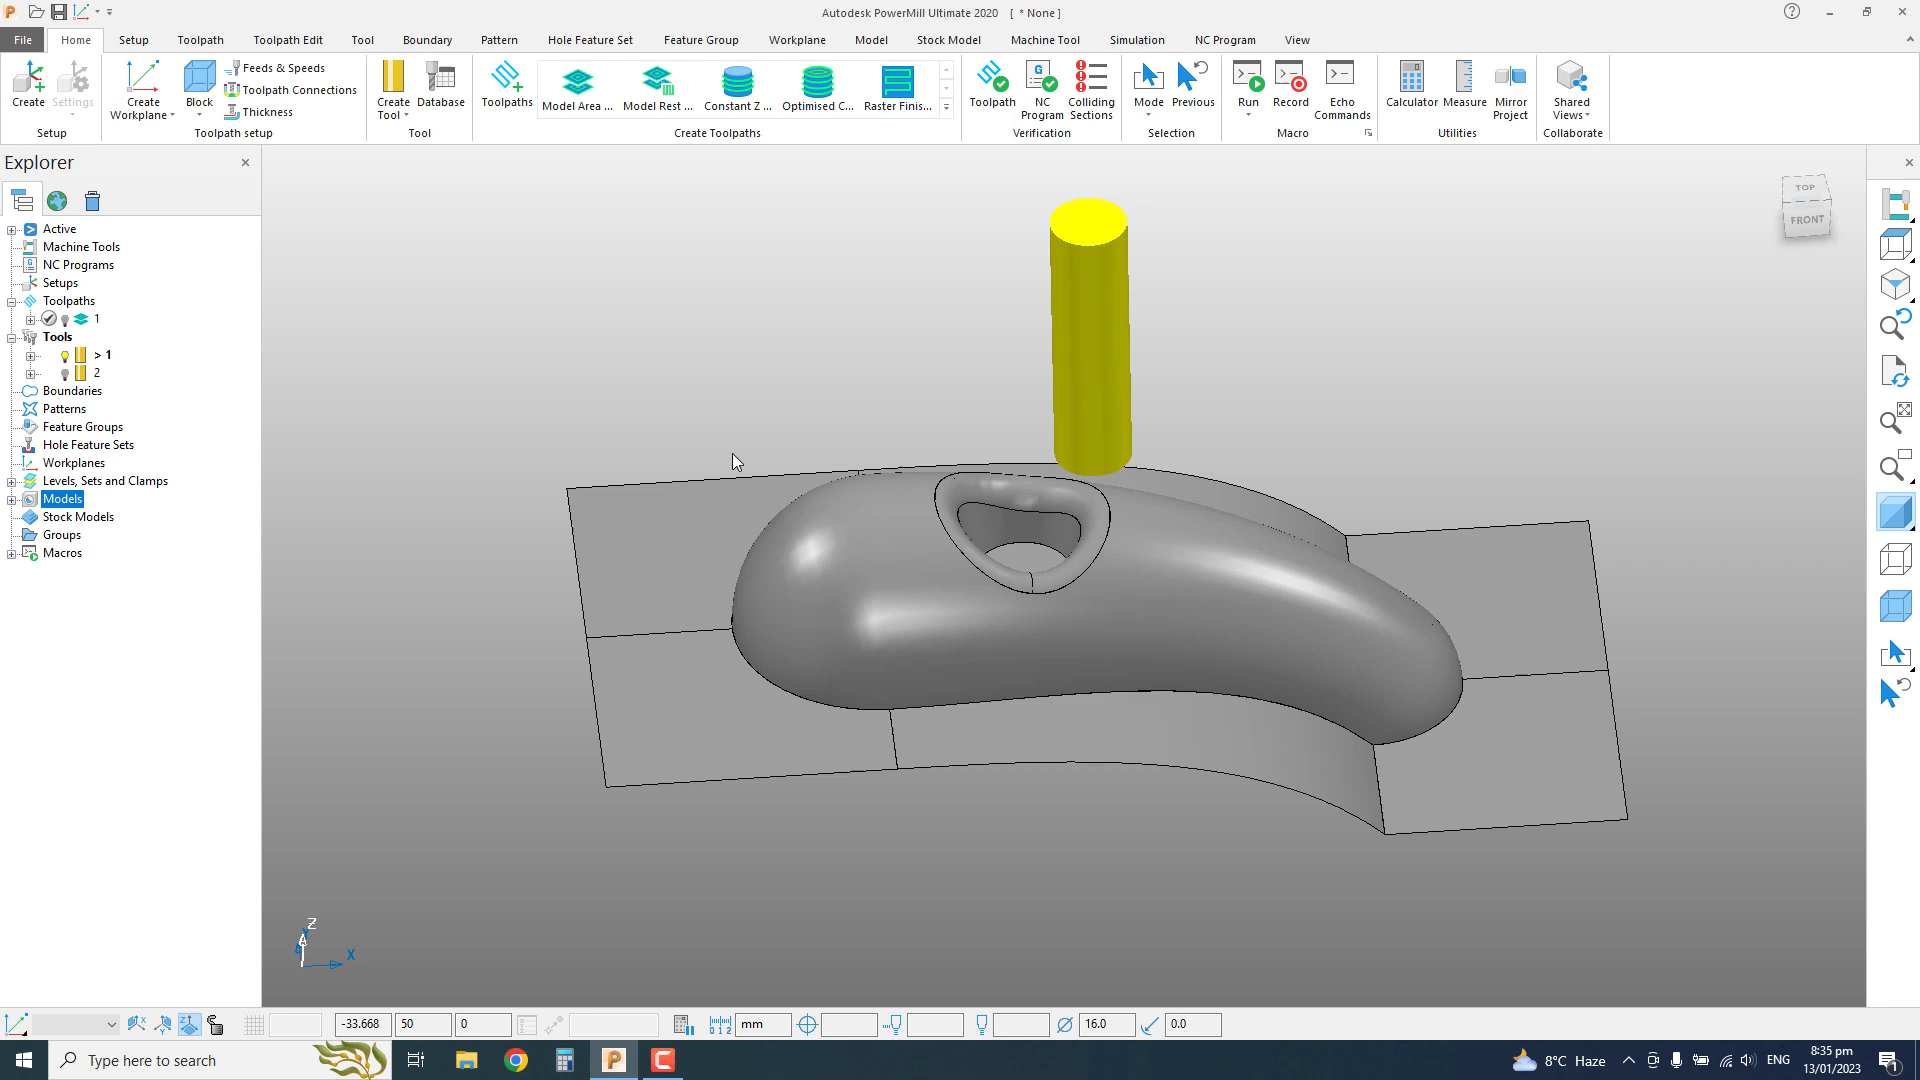 Autodesk PowerMill Ultimate 2020    [ * None ]
File Home Setup Toolpath Toolpath Edit Tool Boundary Pattern Hole Feature Set Feature Group Workplane Model Stock Model Machine Tool Simulation NC Program View
Create
Settings
Setup
Create
Workplane
Block
Feeds & Speeds
Toolpath Connections
Thickness
Toolpath setup
Create
Tool
Database
Tool
Toolpaths
Model Area ...
Model Rest ...
Constant Z ...
Optimised C...
Raster Finis...
Create Toolpaths
Toolpath
NC
Program
Colliding
Sections
Verification
Mode
Previous
Selection
Run
Record
Echo
Commands
Macro
Calculator
Measure
Mirror
Project
Utilities
Shared
Views
Collaborate
Explorer
Active
Machine Tools
NC Programs
Setups
Toolpaths
1
Tools
> 1
2
Boundaries
Patterns
Feature Groups
Hole Feature Sets
Workplanes
Levels, Sets and Clamps
Models
Stock Models
Groups
Macros
TOP
FRONT
Z
X
-33.668
50
0
mm
16.0
0.0
Type here to search
8°C Haze
ENG
8:35 pm
13/01/2023
1